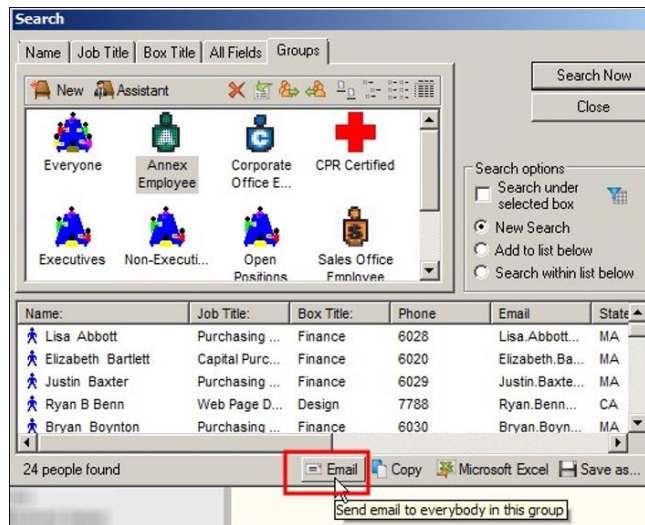 Search
Name Job Title Box Title All Fields Groups
New Assistant
Search Now
Close
Everyone Annex Employee Corporate Office E... CPR Certified
Executives Non-Executi... Open Positions Sales Office Employee
Search options
Search under selected box
New Search
Add to list below
Search within list below
Name: Job Title: Box Title: Phone Email State
Lisa Abbott Purchasing ... Finance 6028 Lisa.Abbott... MA
Elizabeth Bartlett Capital Purc... Finance 6020 Elizabeth.Ba... MA
Justin Baxter Purchasing ... Finance 6029 Justin.Baxte... MA
Ryan B Benn Web Page D... Design 7788 Ryan.Benn... CA
Bryan Boynton Purchasing ... Finance 6030 Bryan.Boyn... MA
24 people found Email Copy Microsoft Excel Save as...
Send email to everybody in this group